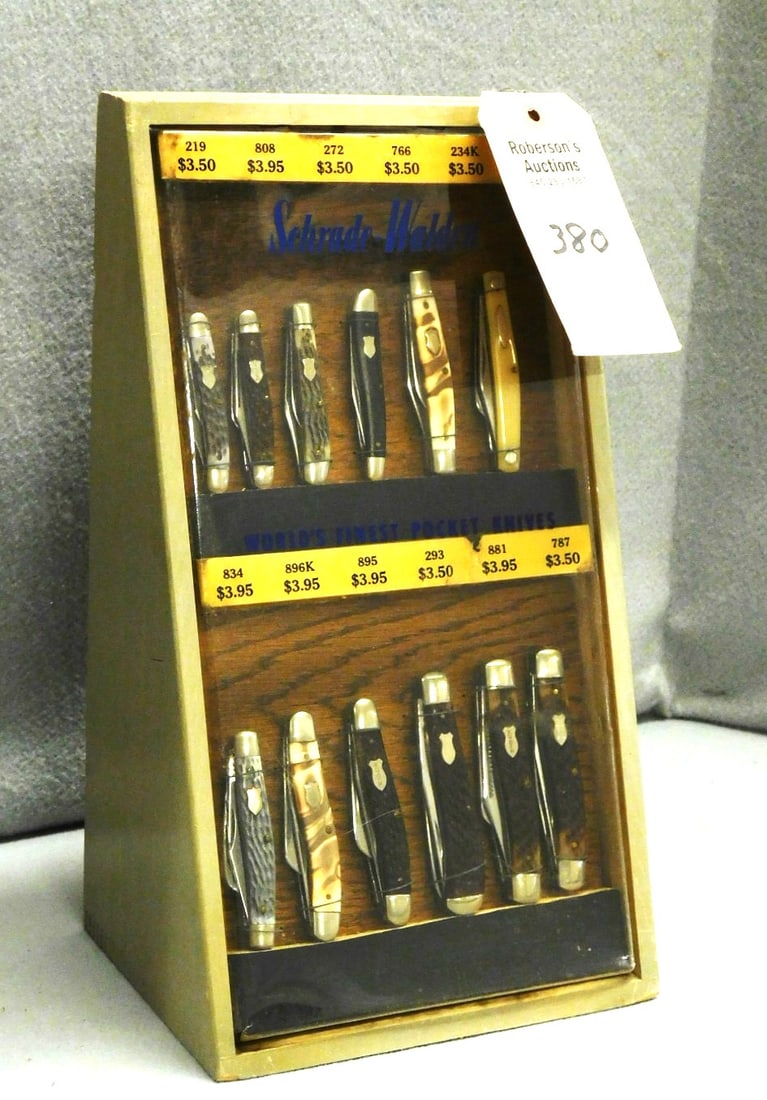 219 808 272 766 234K
$3.50 $3.95 $3.50 $3.50 $3.50
Roberson's
Auctions
380
Schrade-Walden
WORLD'S FINEST POCKET KNIVES
834 896K 895 293 881 787
$3.95 $3.95 $3.95 $3.50 $3.95 $3.50